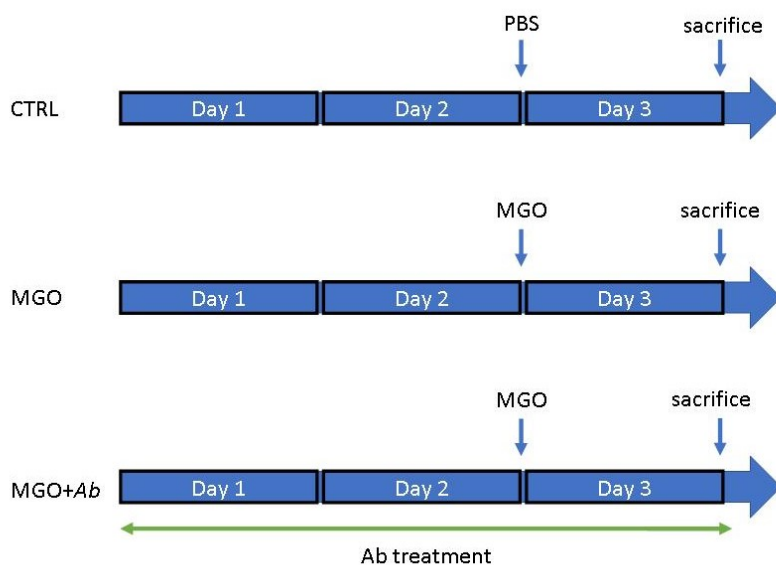 PBS sacrifice
CTRL Day 1 Day 2 Day 3
MGO sacrifice
MGO Day 1 Day 2 Day 3
MGO sacrifice
MGO+Ab Day 1 Day 2 Day 3
Ab treatment